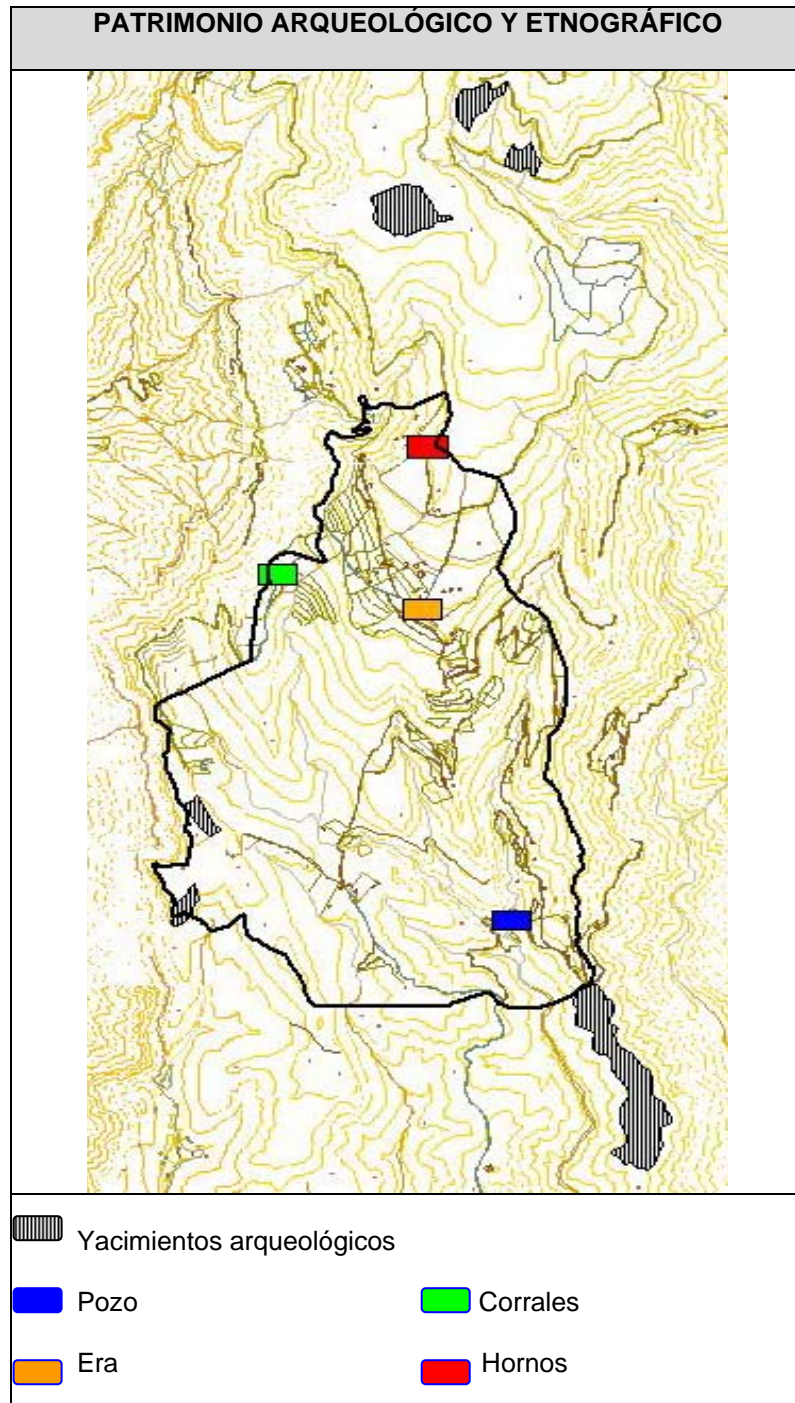 PATRIMONIO ARQUEOLÓGICO Y ETNOGRÁFICO
Yacimientos arqueológicos
Pozo
Corrales
Era
Hornos